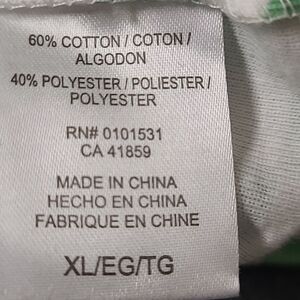 60% COTTON / COTON /
ALGODON
40% POLYESTER / POLIESTER /
POLYESTER
RN# 0101531
CA 41859
MADE IN CHINA
HECHO EN CHINA
FABRIQUE EN CHINE
XL/EG/TG